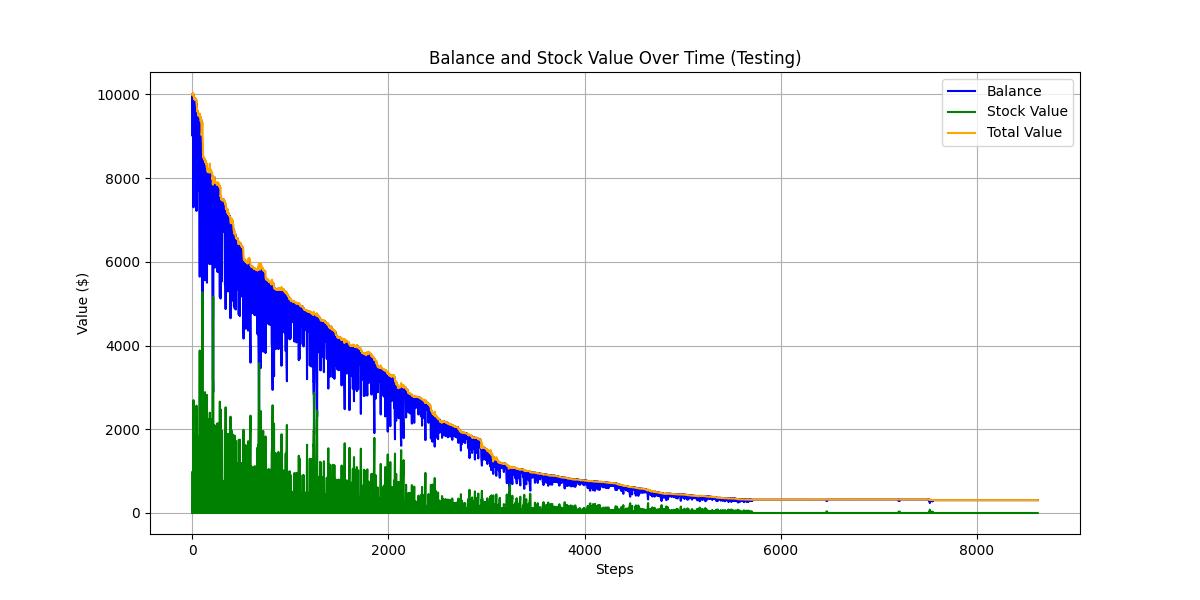 Balance and Stock Value Over Time (Testing)
Balance
Stock Value
Total Value
Value ($)
10000
8000
6000
4000
2000
0
0 2000 4000 6000 8000
Steps